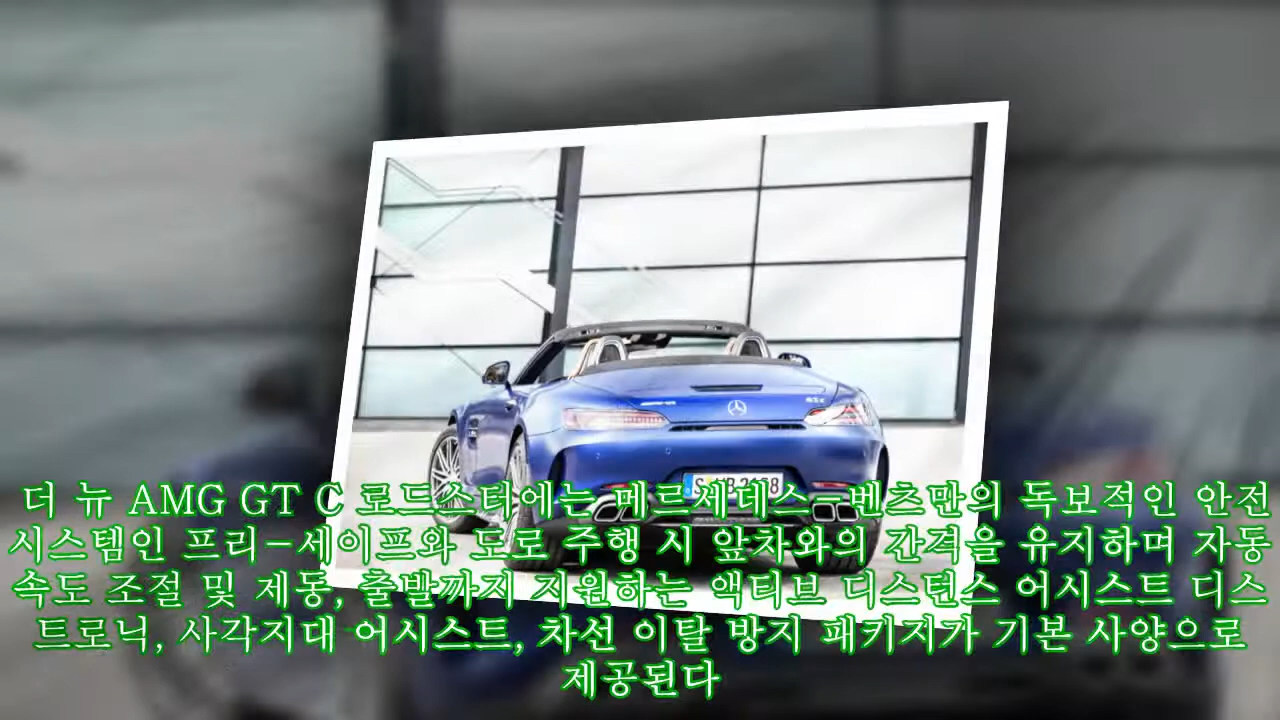 더 뉴 AMG GT C 로드스터에는 메르세데스-벤츠만의 독보적인 안전
시스템인 프리-세이프와 도로 주행 시 앞차와의 간격을 유지하며 자동
속도 조절 및 제동, 출발까지 지원하는 액티브 디스턴스 어시스트 디스
트로닉, 사각지대 어시스트, 차선 이탈 방지 패키지가 기본 사양으로
제공된다